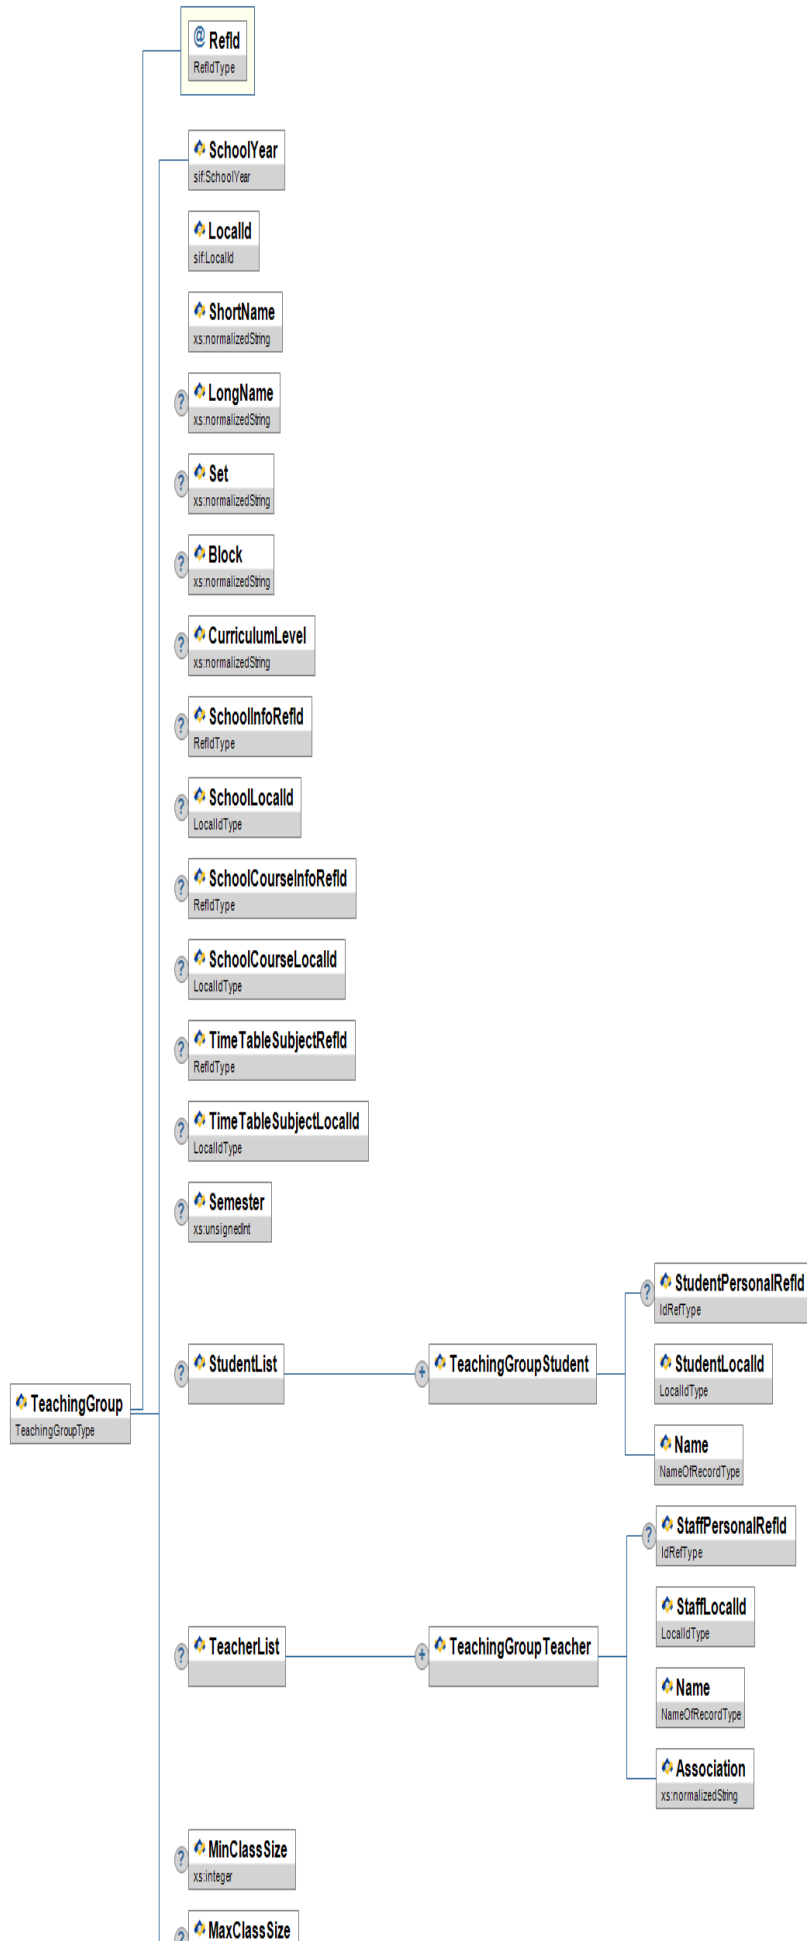 @ RefId
RefIdType
SchoolYear
sif:SchoolYear
LocalId
sif:LocalId
ShortName
xs:normalizedString
? LongName
xs:normalizedString
? Set
xs:normalizedString
? Block
xs:normalizedString
? CurriculumLevel
xs:normalizedString
? SchoolInfoRefId
RefIdType
? SchoolLocalId
LocalIdType
? SchoolCourseInfoRefId
RefIdType
? SchoolCourseLocalId
LocalIdType
? TimeTableSubjectRefId
RefIdType
? TimeTableSubjectLocalId
LocalIdType
? Semester
xs:unsignedInt
? StudentList
+ TeachingGroupStudent
? StudentPersonalRefId
IdRefType
StudentLocalId
LocalIdType
Name
NameOfRecordType
TeachingGroup
TeachingGroupType
? TeacherList
+ TeachingGroupTeacher
? StaffPersonalRefId
IdRefType
StaffLocalId
LocalIdType
Name
NameOfRecordType
Association
xs:normalizedString
? MinClassSize
xs:integer
? MaxClassSize